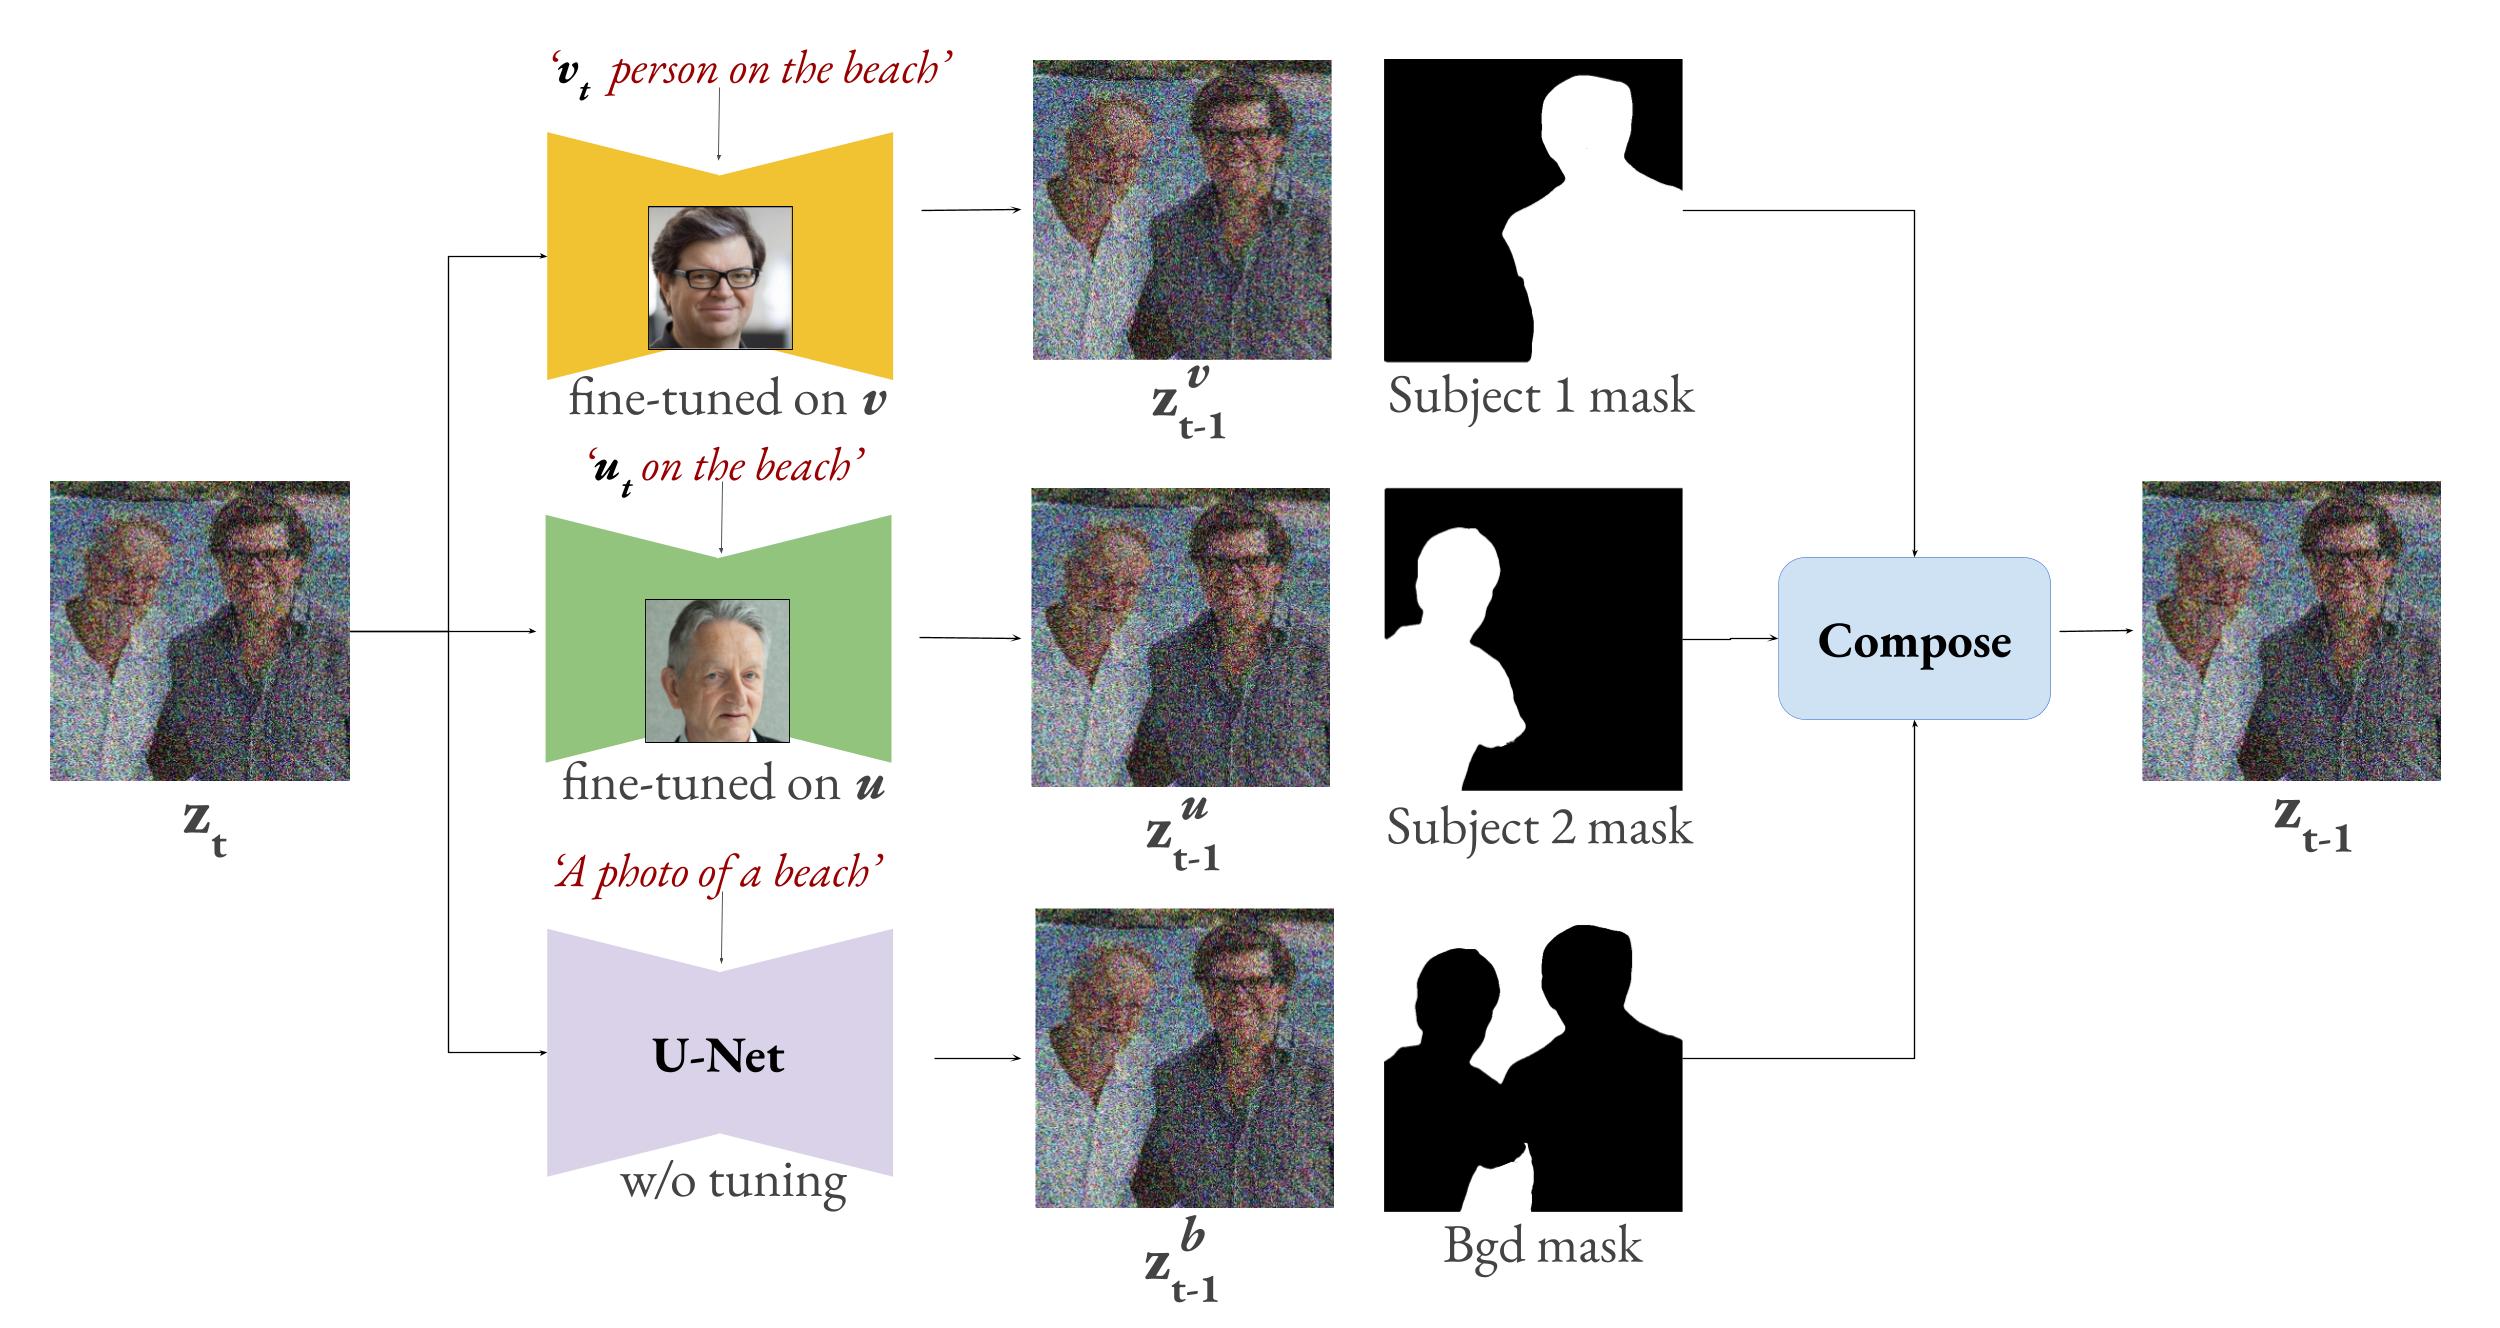 ‘v_t person on the beach’
fine-tuned on v
z_{t-1}^v
Subject 1 mask
‘u_t on the beach’
fine-tuned on u
z_t
z_{t-1}^u
Subject 2 mask
Compose
z_{t-1}
‘A photo of a beach’
U-Net
w/o tuning
z_{t-1}^b
Bgd mask